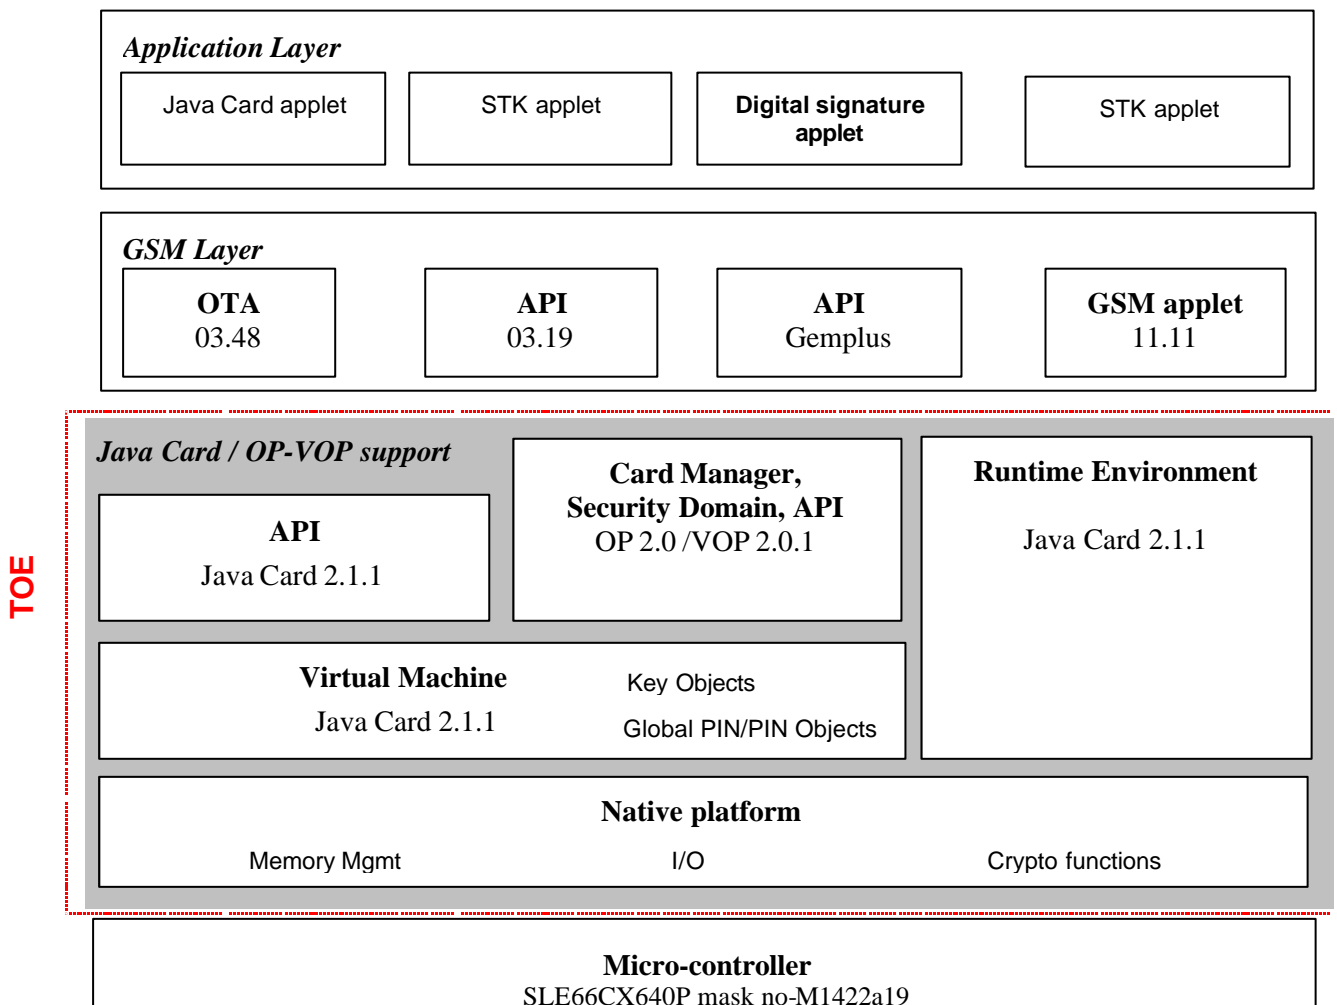 Application Layer
Java Card applet
STK applet
Digital signature
applet
STK applet
GSM Layer
OTA
03.48
API
03.19
API
Gemplus
GSM applet
11.11
TOE
Java Card / OP-VOP support
API
Java Card 2.1.1
Card Manager,
Security Domain, API
OP 2.0 /VOP 2.0.1
Runtime Environment
Java Card 2.1.1
Virtual Machine
Java Card 2.1.1
Key Objects
Global PIN/PIN Objects
Native platform
Memory Mgmt
I/O
Crypto functions
Micro-controller
SLE66CX640P mask no-M1422a19